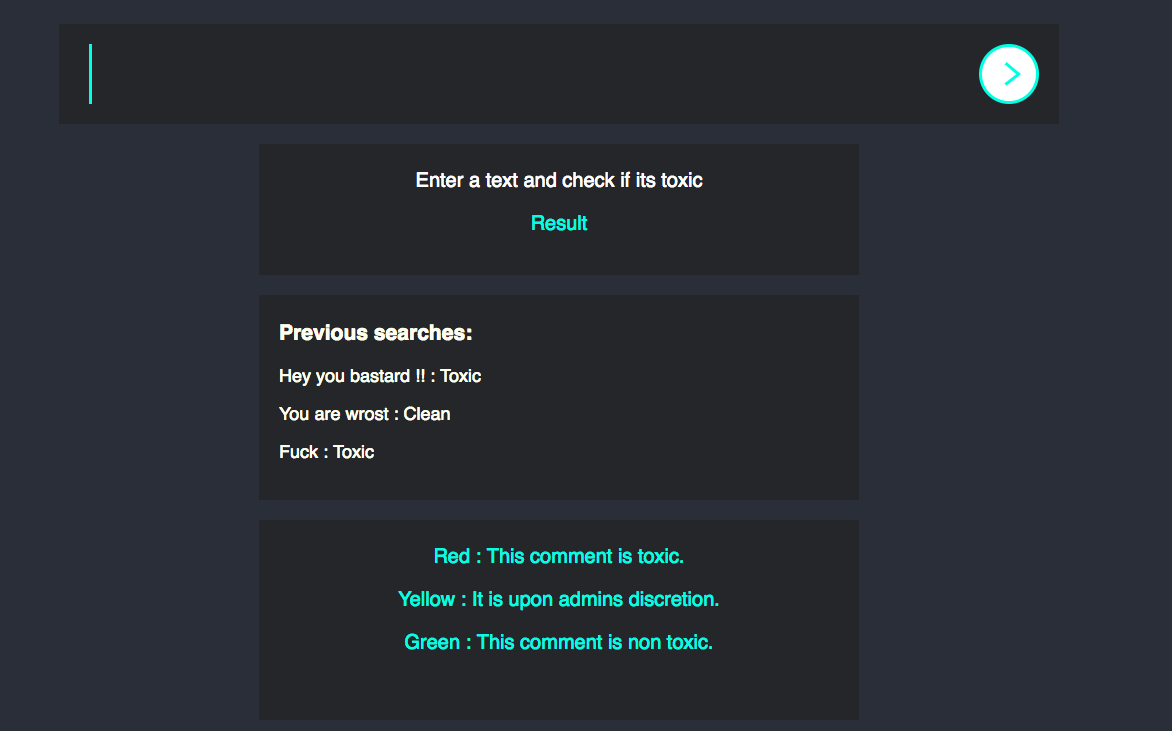 Enter a text and check if its toxic
Result
Previous searches:
Hey you bastard !! : Toxic
You are wrost : Clean
Fuck : Toxic
Red : This comment is toxic.
Yellow : It is upon admins discretion.
Green : This comment is non toxic.